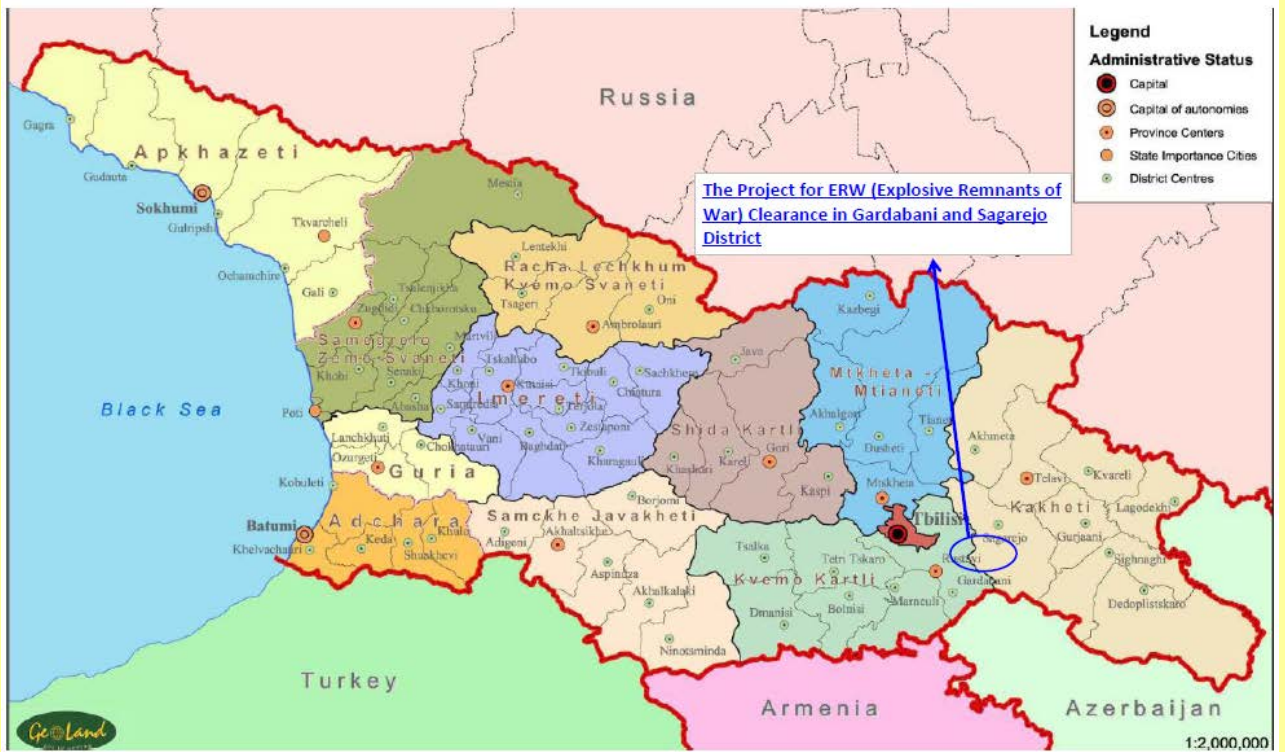 Legend
Administrative Status
Capital
Capital of autonomies
Province Centers
State Importance Cities
District Centres
Russia
The Project for ERW (Explosive Remnants of
War) Clearance in Gardabani and Sagarejo
District
Gagra
Apkhazeti
Gudauta
Sokhumi
Gulripshi
Tkvarcheli
Ochamchire
Gali
Mestia
Lentekhi
Racha Lechkhum
Kvemo Svaneti
Tsageri
Oni
Ambrolauri
Kazbegi
Tsalenjikha
Zugdidi
Chkhorotsku
Samegrelo
Zemo Svaneti
Martvili
Khobi
Senaki
Abasha
Poti
Black Sea
Tskaltubo
Khoni
Kutaisi
Tkibuli
Sachkhere
Chiatura
Imereti
Samtredia
Terjola
Vani
Baghdati
Zestaponi
Kharagauli
Java
Shida Kartli
Khashuri
Kareli
Gori
Kaspi
Mtkheta -
Mtianeti
Akhalgori
Dusheti
Tianeti
Mtskheta
Tbilisi
Akhmeta
Telavi
Kvareli
Kakheti
Lagodekhi
Sagarejo
Gurjaani
Sighnaghi
Dedoplistskaro
Lanchkhuti
Ozurgeti
Chokhatauri
Guria
Kobuleti
Batumi
Adchara
Khelvachauri
Keda
Khulo
Shuakhevi
Borjomi
Samckhe Javakheti
Adigeni
Akhaltsikhe
Aspindza
Akhalkalaki
Ninotsminda
Tsalka
Tetri Tskaro
Rustavi
Kvemo Kartli
Gardabani
Marneuli
Bolnisi
Dmanisi
Turkey
Armenia
Azerbaijan
GeoLand
1:2,000,000